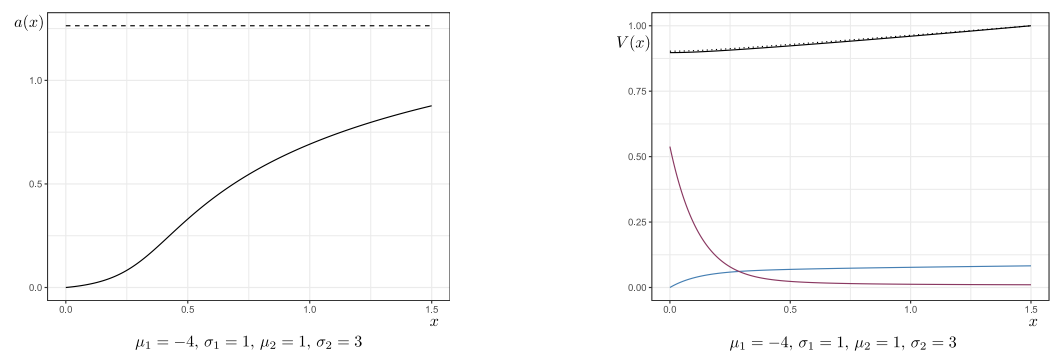 a(x)
1.0
0.5
0.0
0.0 0.5 1.0 1.5
x
μ₁ = −4, σ₁ = 1, μ₂ = 1, σ₂ = 3
1.00
V(x)
0.75
0.50
0.25
0.00
0.0 0.5 1.0 1.5
x
μ₁ = −4, σ₁ = 1, μ₂ = 1, σ₂ = 3